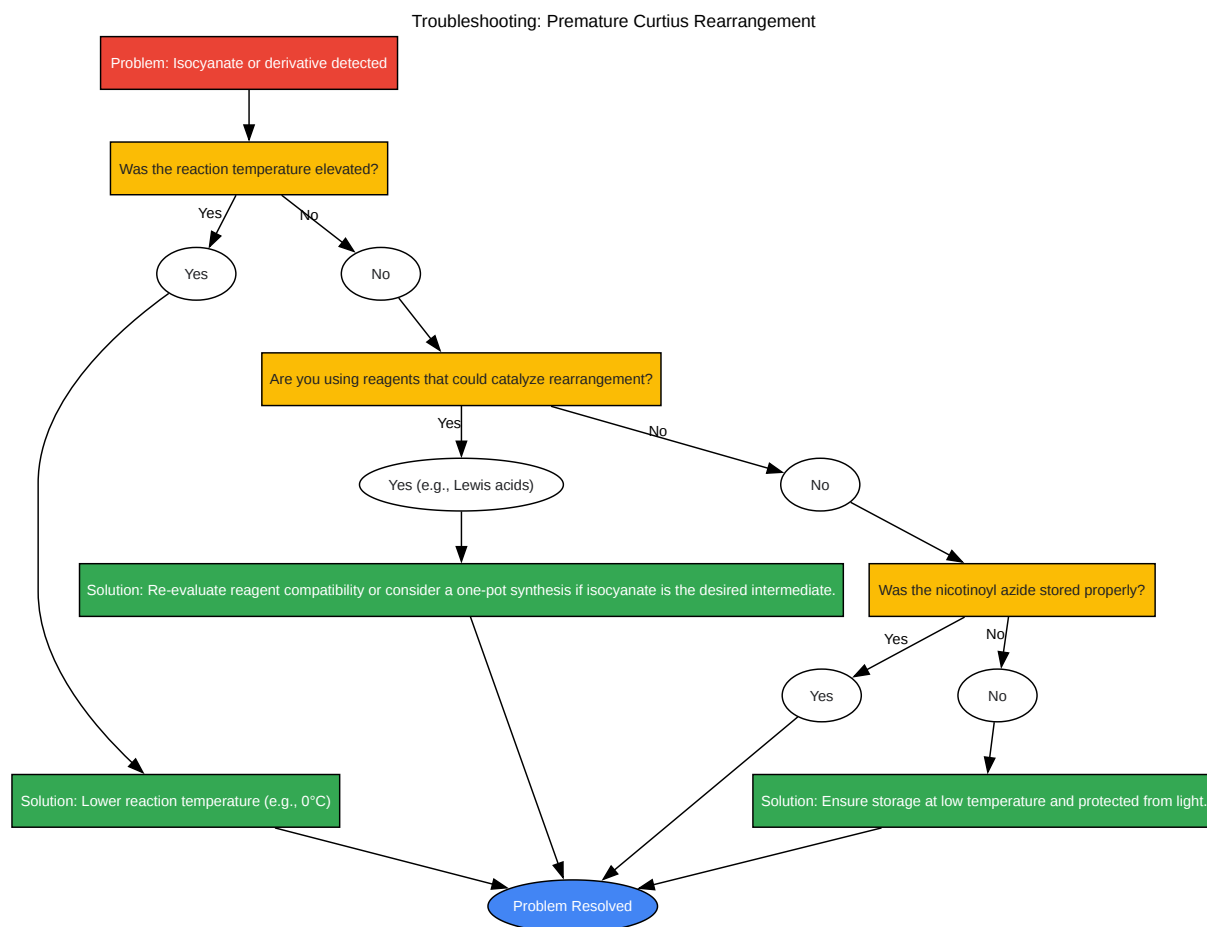 Troubleshooting: Premature Curtius Rearrangement
Problem: Isocyanate or derivative detected
Was the reaction temperature elevated?
Yes
No
Yes
No
Are you using reagents that could catalyze rearrangement?
Yes
No
Yes (e.g., Lewis acids)
No
Solution: Re-evaluate reagent compatibility or consider a one-pot synthesis if isocyanate is the desired intermediate.
Was the nicotinoyl azide stored properly?
Yes
No
Yes
No
Solution: Lower reaction temperature (e.g., 0°C)
Solution: Ensure storage at low temperature and protected from light.
Problem Resolved